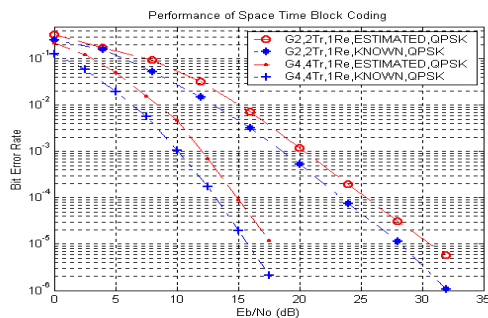 Performance of Space Time Block Coding
G2,2Tr,1Re,ESTIMATED,QPSK
G2,2Tr,1Re,KNOWN,QPSK
G4,4Tr,1Re,ESTIMATED,QPSK
G4,4Tr,1Re,KNOWN,QPSK
Bit Error Rate
10^-1
10^-2
10^-3
10^-4
10^-5
10^-6
0 5 10 15 20 25 30 35
Eb/No (dB)